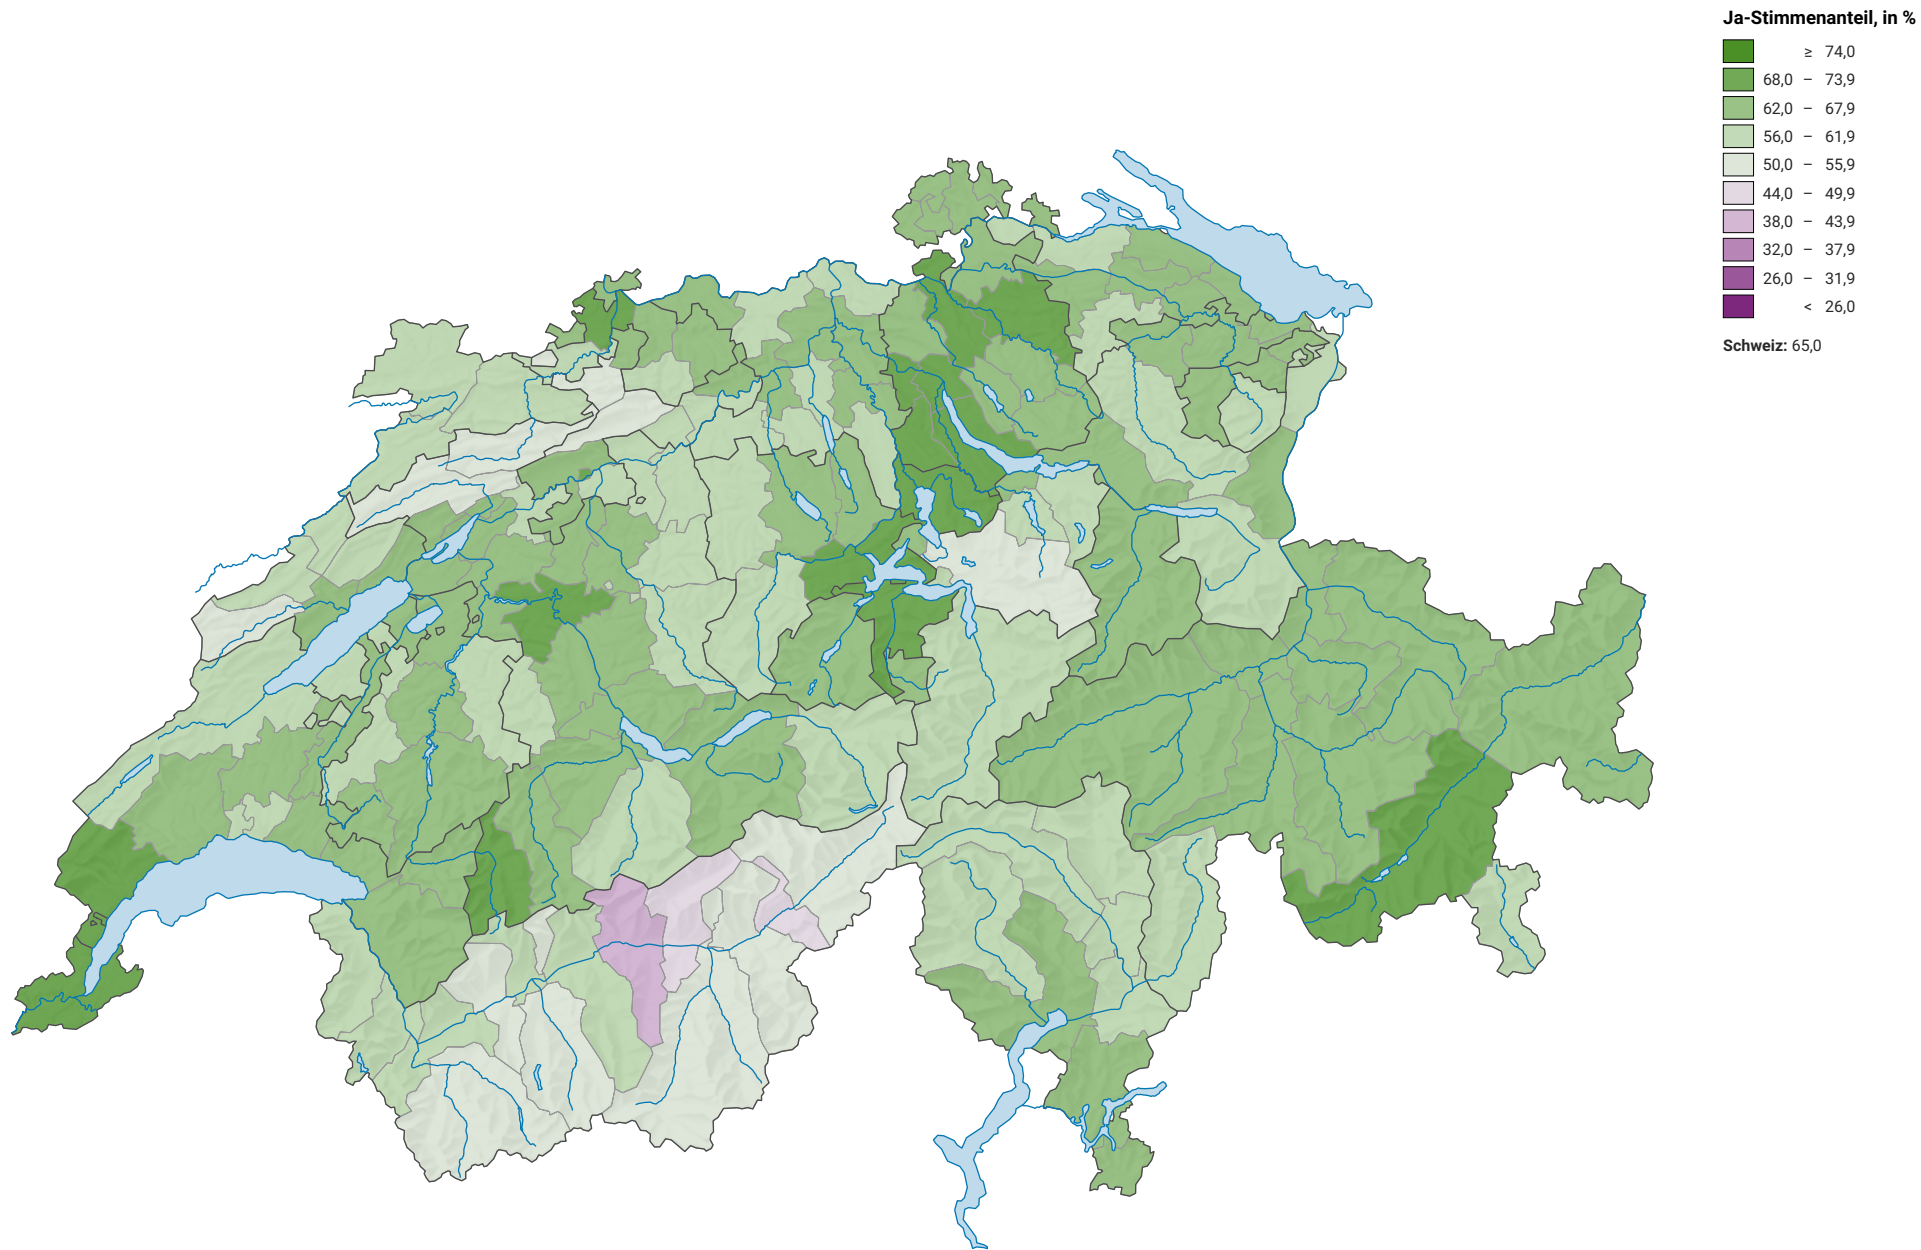 Ja-Stimmenanteil, in %
≥ 74,0
68,0 – 73,9
62,0 – 67,9
56,0 – 61,9
50,0 – 55,9
44,0 – 49,9
38,0 – 43,9
32,0 – 37,9
26,0 – 31,9
< 26,0
Schweiz: 65,0